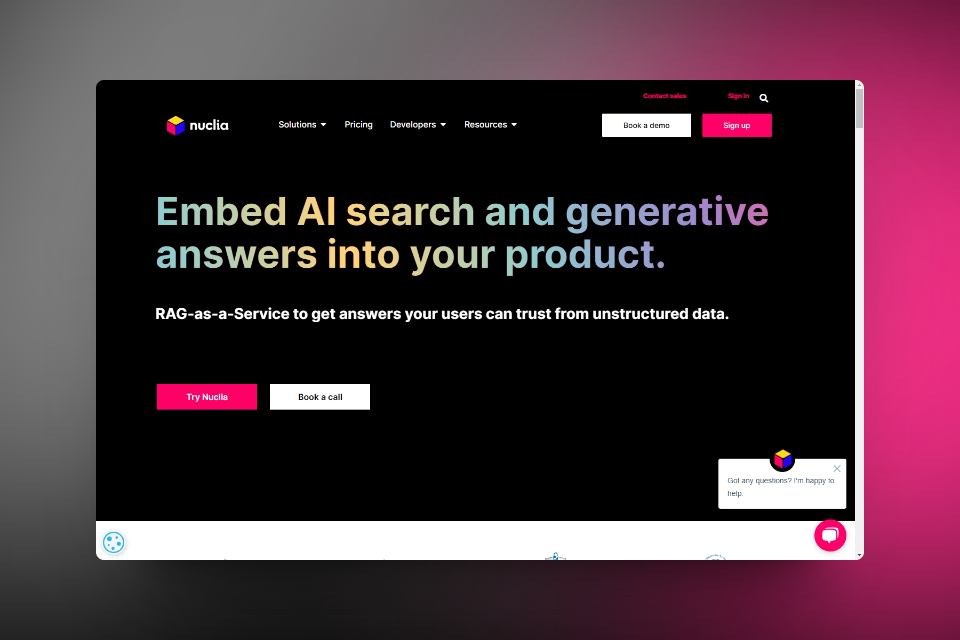 Contact sales
Sign In
nuclia
Solutions
Pricing
Developers
Resources
Book a demo
Sign up
Embed AI search and generative
answers into your product.
RAG-as-a-Service to get answers your users can trust from unstructured data.
Try Nuclia
Book a call
Got any questions? I'm happy to
help.